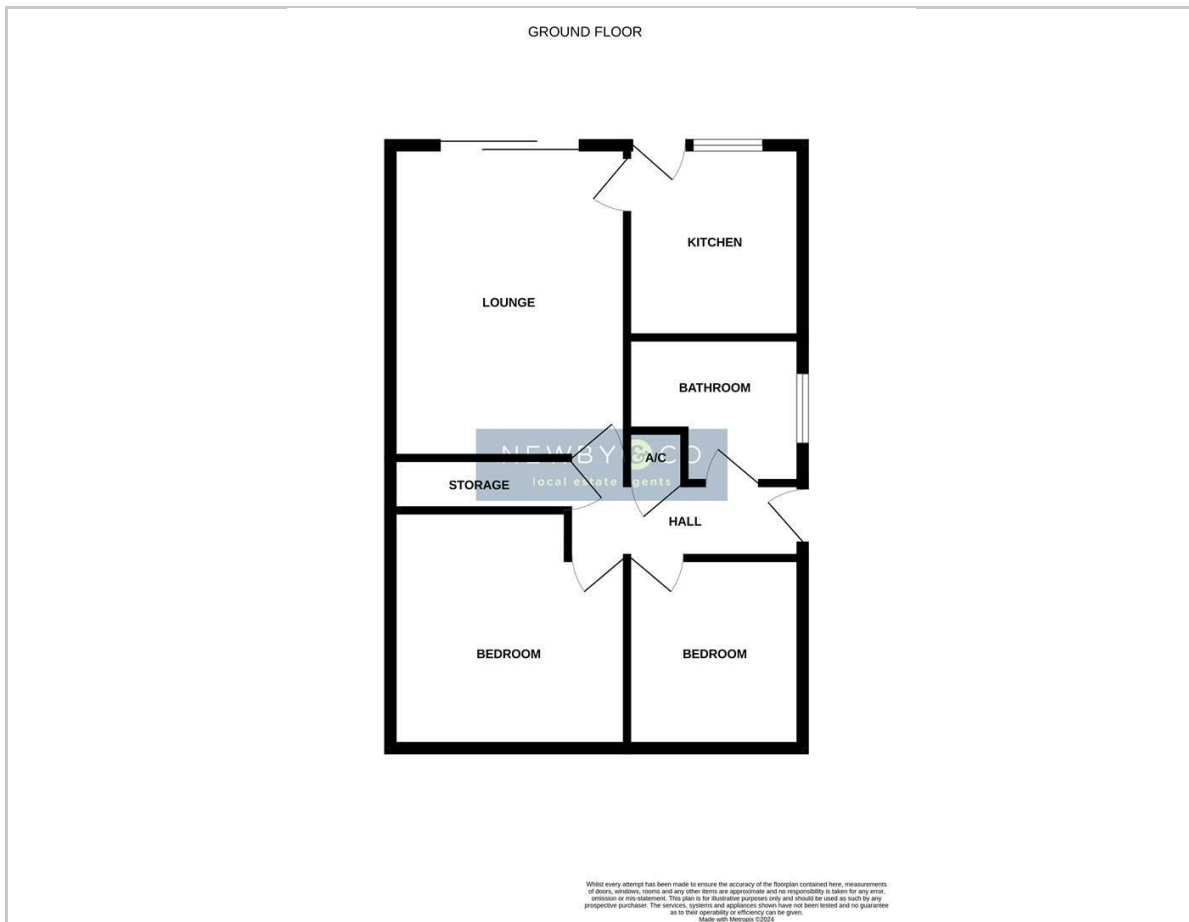 GROUND FLOOR
KITCHEN
LOUNGE
BATHROOM
NEWBY & CO
A/C
local estate agents
STORAGE
HALL
BEDROOM
BEDROOM
Whilst every attempt has been made to ensure the accuracy of the floorplan contained here, measurements
of doors, windows, rooms and any other items are approximate and no responsibility is taken for any error,
omission or mis-statement. This plan is for illustrative purposes only and should be used as such by any
prospective purchaser. The services, systems and appliances shown have not been tested and no guarantee
as to their operability or efficiency can be given.
Made with Metropix ©2024